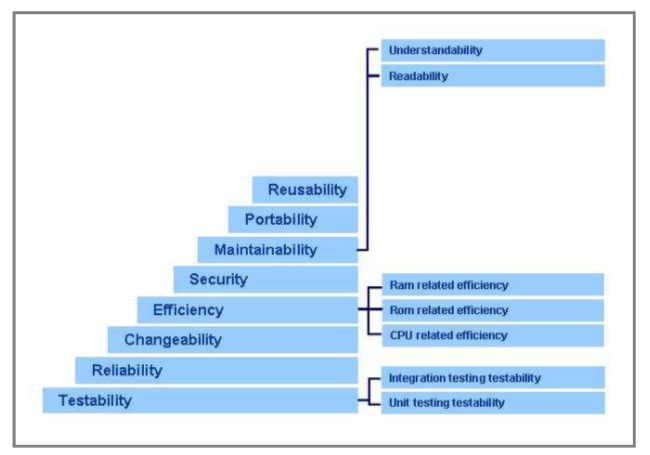 Understandability
Readability
Reusability
Portability
Maintainability
Security
Efficiency
Ram related efficiency
Rom related efficiency
CPU related efficiency
Changeability
Reliability
Testability
Integration testing testability
Unit testing testability